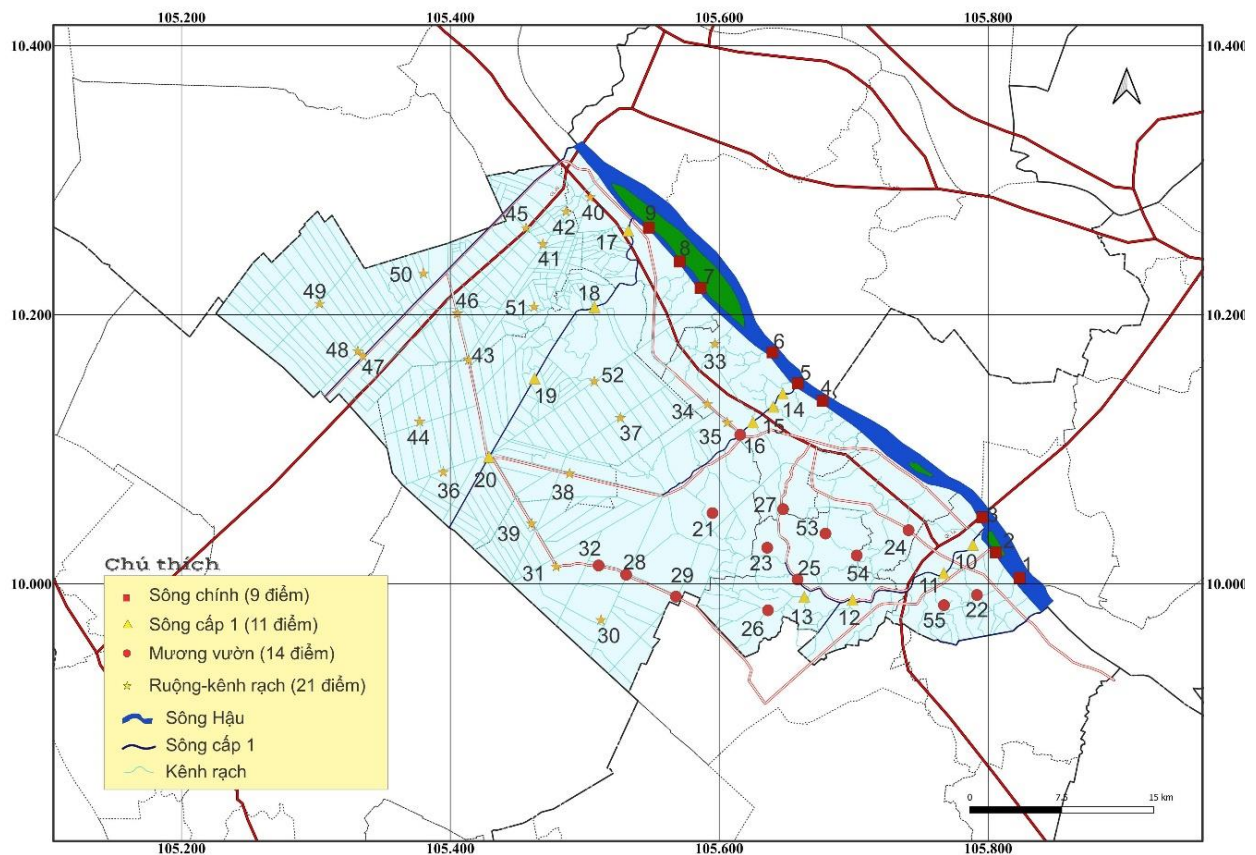 105.200 105.400 105.600 105.800
10.400 10.400
45 40
42 9
17
41 8
50 7
49 46 51 18
10.200 10.200
48 43 33 6
47 52 5
19 4
34 14
44 37 15
35 16
20
36 38
27
39 21 53 3
24 2
32 28 23 10
31 29 25 54 11 1
10.000 10.000
30 26 13 12 55 22
Chú thích
Sông chính (9 điểm)
Sông cấp 1 (11 điểm)
Mương vườn (14 điểm)
Ruộng-kênh rạch (21 điểm)
Sông Hậu
Sông cấp 1
Kênh rạch
0 7.5 15 km
105.200 105.400 105.600 105.800